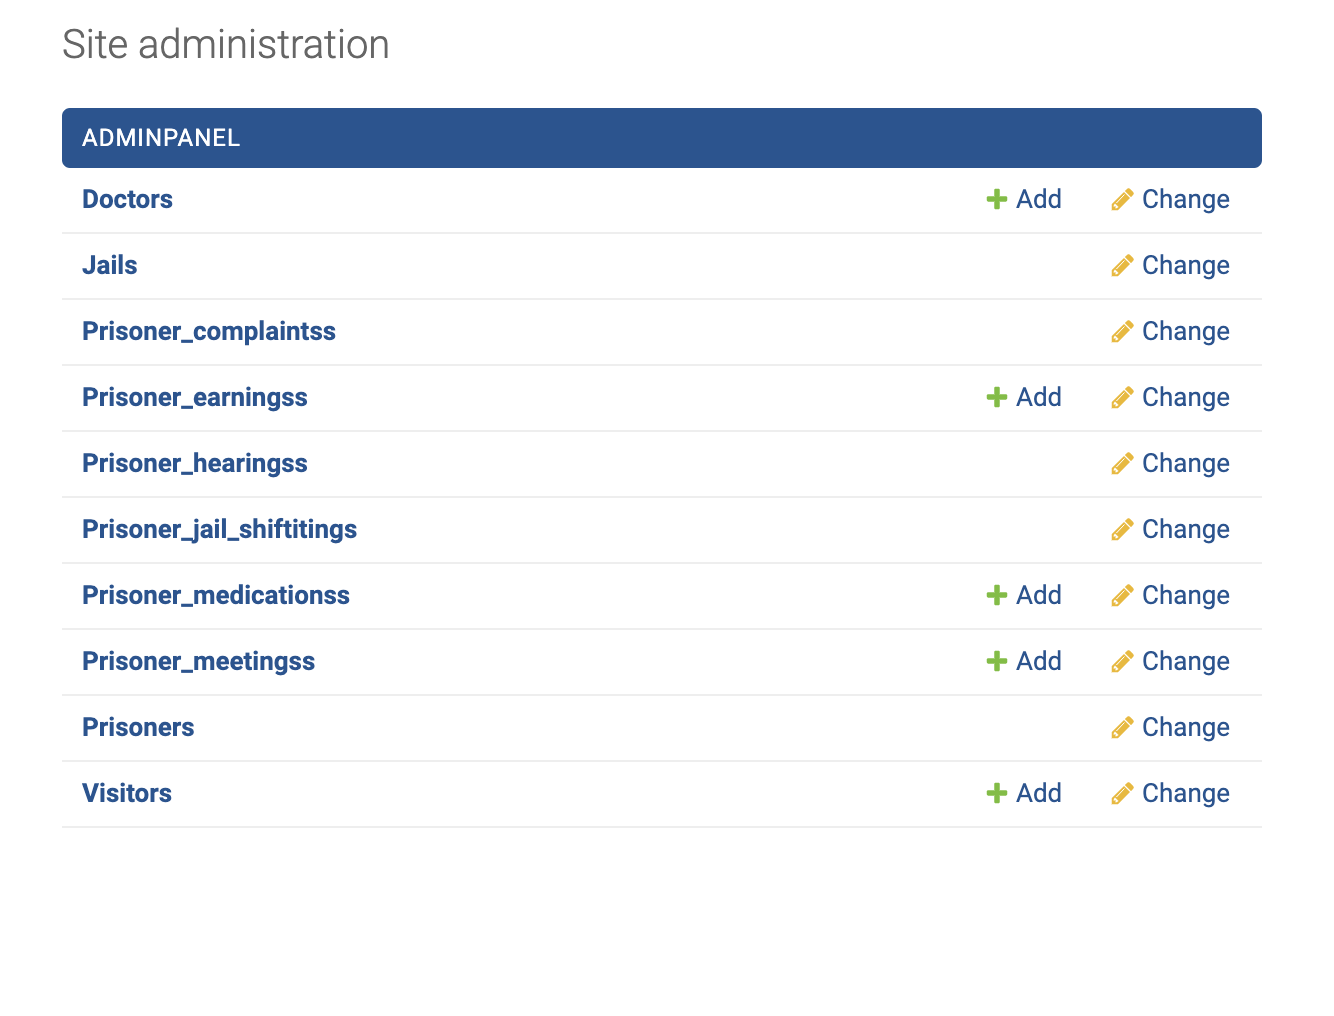 Site administration
ADMINPANEL
Doctors Add Change
Jails Change
Prisoner_complaintss Change
Prisoner_earningss Add Change
Prisoner_hearingss Change
Prisoner_jail_shiftitings Change
Prisoner_medicationss Add Change
Prisoner_meetingss Add Change
Prisoners Change
Visitors Add Change